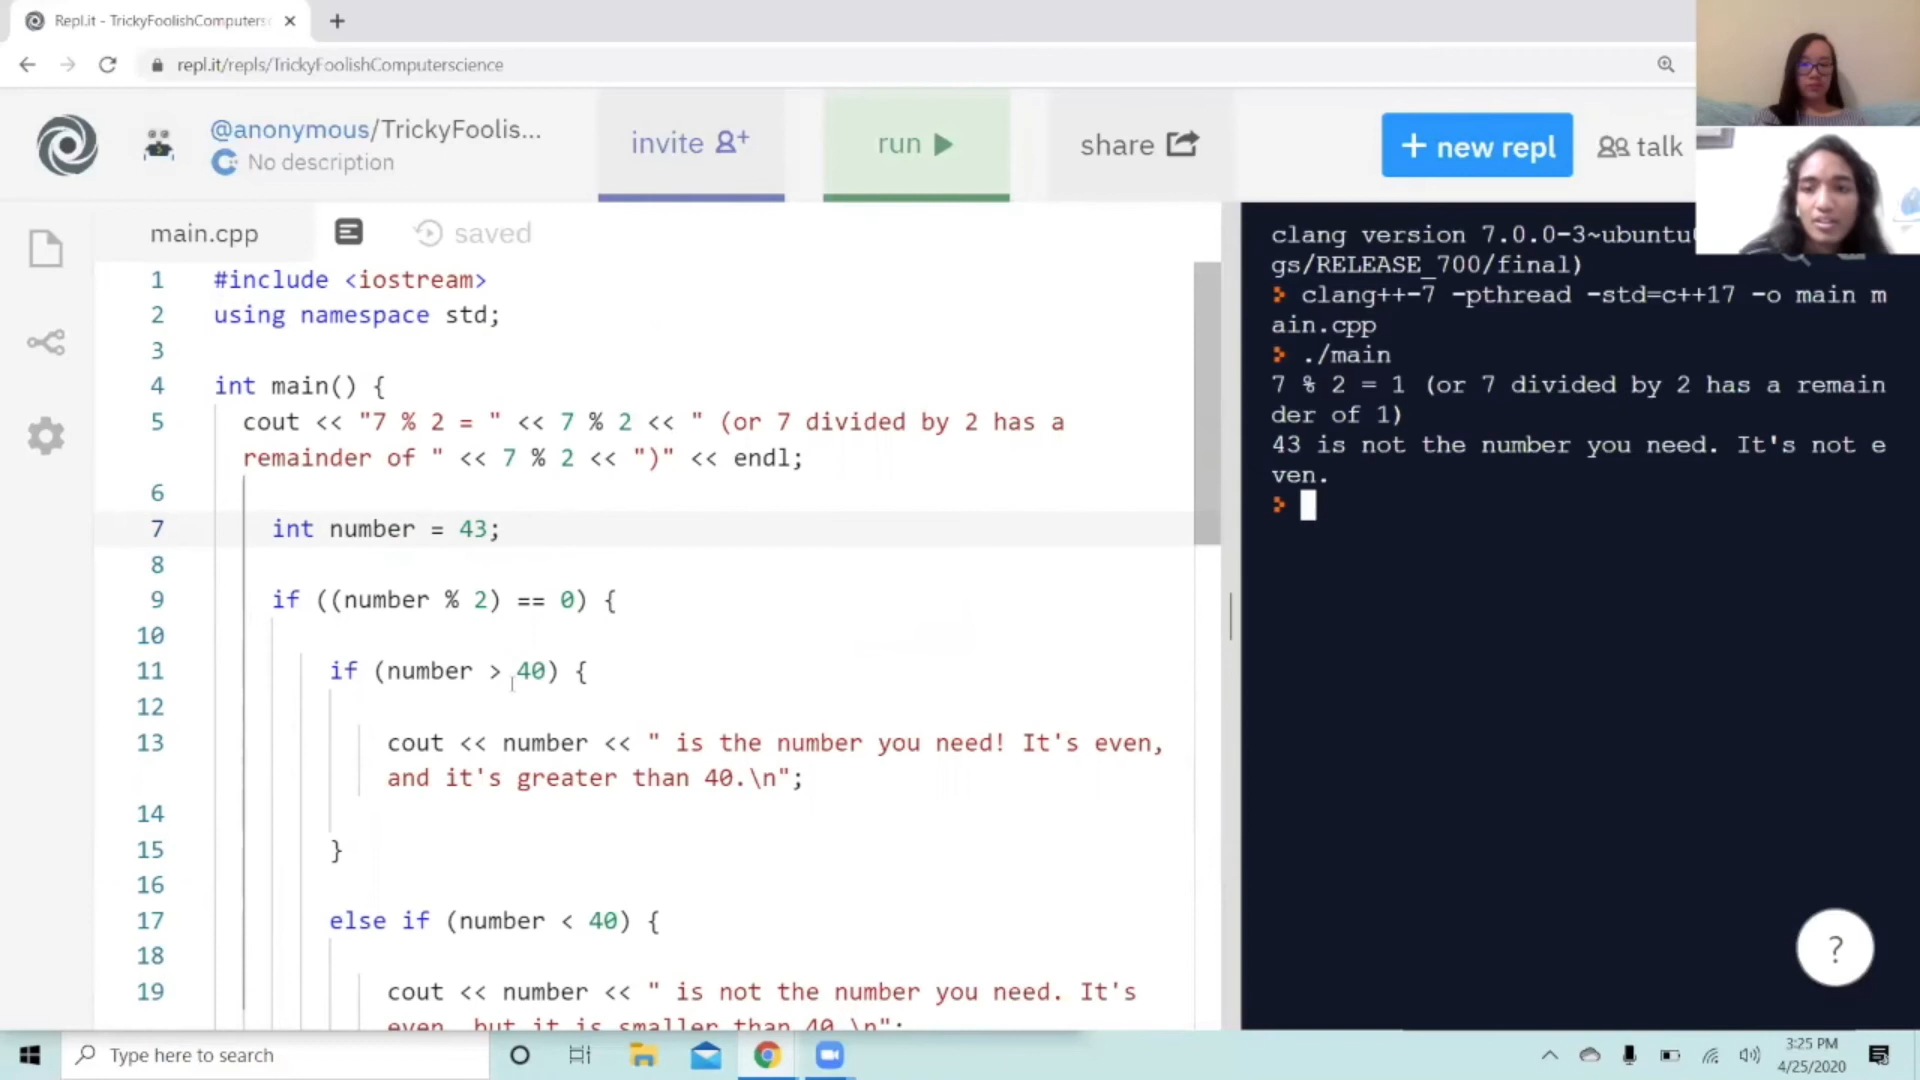 Repl.it - TrickyFoolishComputers
repl.it/repls/TrickyFoolishComputerscience
@anonymous/TrickyFoolis...
No description
invite
run
share
+ new repl
talk
main.cpp
saved
1 #include <iostream>
2 using namespace std;
3
4 int main() {
5 cout << "7 % 2 = " << 7 % 2 << " (or 7 divided by 2 has a
remainder of " << 7 % 2 << ")" << endl;
6
7 int number = 43;
8
9 if ((number % 2) == 0) {
10
11 if (number > 40) {
12
13 cout << number << " is the number you need! It's even,
and it's greater than 40.\n";
14
15 }
16
17 else if (number < 40) {
18
19 cout << number << " is not the number you need. It's
even, but it is smaller than 40.\n";
clang version 7.0.0-3~ubuntu
gs/RELEASE_700/final)
> clang++-7 -pthread -std=c++17 -o main m
ain.cpp
> ./main
7 % 2 = 1 (or 7 divided by 2 has a remain
der of 1)
43 is not the number you need. It's not e
ven.
>
?
Type here to search
3:25 PM
4/25/2020